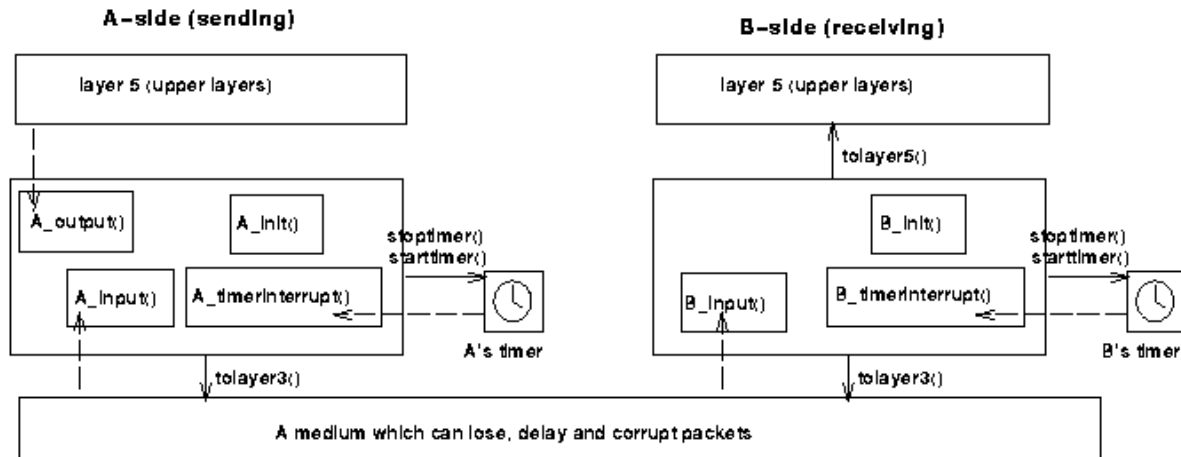 A-side (sending)
B-side (receiving)
layer 5 (upper layers)
layer 5 (upper layers)
tolayer5()
A_output()
A_init()
B_init()
stoptimer()
starttimer()
stoptimer()
starttimer()
A_input()
A_timerinterrupt()
B_input()
B_timerinterrupt()
A's timer
B's timer
tolayer3()
tolayer3()
A medium which can lose, delay and corrupt packets